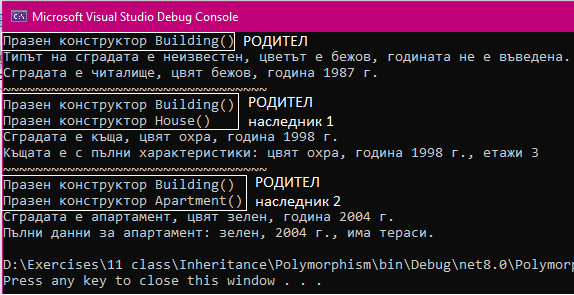 Microsoft Visual Studio Debug Console
Празен конструктор Building() РОДИТЕЛ
Типът на сградата е неизвестен, цветът е бежов, годината не е въведена.
Сградата е читалище, цвят бежов, година 1987 г.
~~~~~~~~~~~~~~~~~~~~~~~~~~~~~~~~~~~
Празен конструктор Building() РОДИТЕЛ
Празен конструктор House() наследник 1
Сградата е къща, цвят охра, година 1998 г.
Къщата е с пълни характеристики: цвят охра, година 1998 г., етажи 3
~~~~~~~~~~~~~~~~~~~~~~~~~~~~~~~~~~~
Празен конструктор Building() РОДИТЕЛ
Празен конструктор Apartment() наследник 2
Сградата е апартамент, цвят зелен, година 2004 г.
Пълни данни за апартамент: зелен, 2004 г., има тераси.
D:\Exercises\11 class\Inheritance\Polymorphism\bin\Debug\net8.0\Polymorp
Press any key to close this window . . .